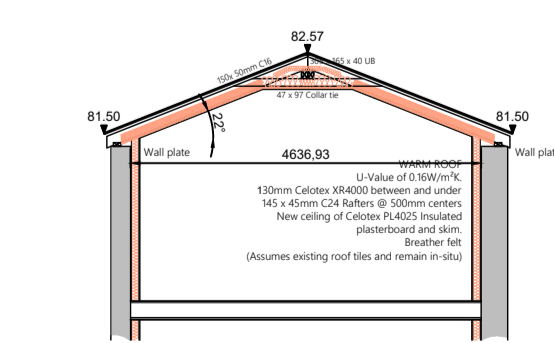 82.57
150x 50mm C16
165 x 40 UB
47 x 97 Collar tie
81.50
81.50
22°
Wall plate
4636,93
Wall plat
WARM ROOF
U-Value of 0.16W/m²K.
130mm Celotex XR4000 between and under
145 x 45mm C24 Rafters @ 500mm centers
New ceiling of Celotex PL4025 Insulated
plasterboard and skim.
Breather felt
(Assumes existing roof tiles and remain in-situ)